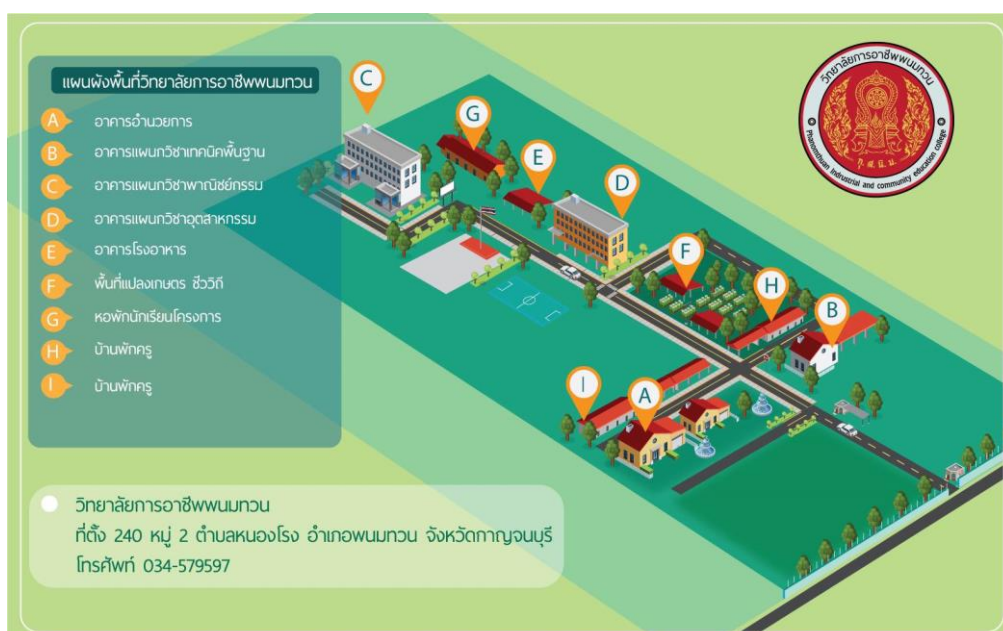 แผนผังพื้นที่วิทยาลัยการอาชีพพนมทวน
A อาคารอำนวยการ
B อาคารแผนกวิชาเทคนิคพื้นฐาน
C อาคารแผนกวิชาพาณิชย์กรรม
D อาคารแผนกวิชาอุตสาหกรรม
E อาคารโรงอาหาร
F พื้นที่แปลงเกษตร ชีววิถี
G หอพักนักเรียนโครงการ
H บ้านพักครู
I บ้านพักครู
C
G
E
D
F
H
B
I
A
วิทยาลัยการอาชีพพนมทวน
ทุ ส นิ ม
Phanomthuan Industrial and community education college
วิทยาลัยการอาชีพพนมทวน
ที่ตั้ง 240 หมู่ 2 ตำบลหนองโรง อำเภอพนมทวน จังหวัดกาญจนบุรี
โทรศัพท์ 034-579597